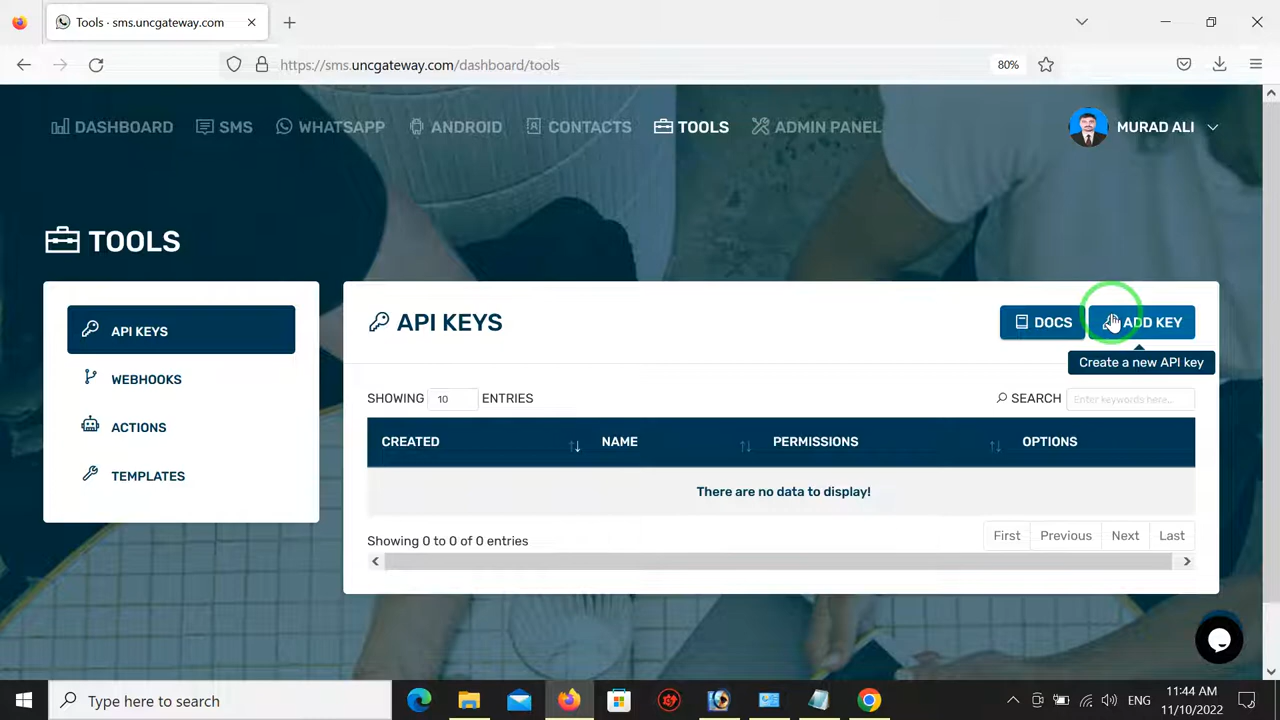 Tools · sms.uncgateway.com
https://sms.uncgateway.com/dashboard/tools
80%
DASHBOARD SMS WHATSAPP ANDROID CONTACTS TOOLS ADMIN PANEL MURAD ALI
TOOLS
API KEYS
WEBHOOKS
ACTIONS
TEMPLATES
API KEYS
DOCS
ADD KEY
Create a new API key
SHOWING 10 ENTRIES
SEARCH Enter keywords here...
CREATED NAME PERMISSIONS OPTIONS
There are no data to display!
Showing 0 to 0 of 0 entries
First Previous Next Last
Type here to search
ENG
11:44 AM
11/10/2022